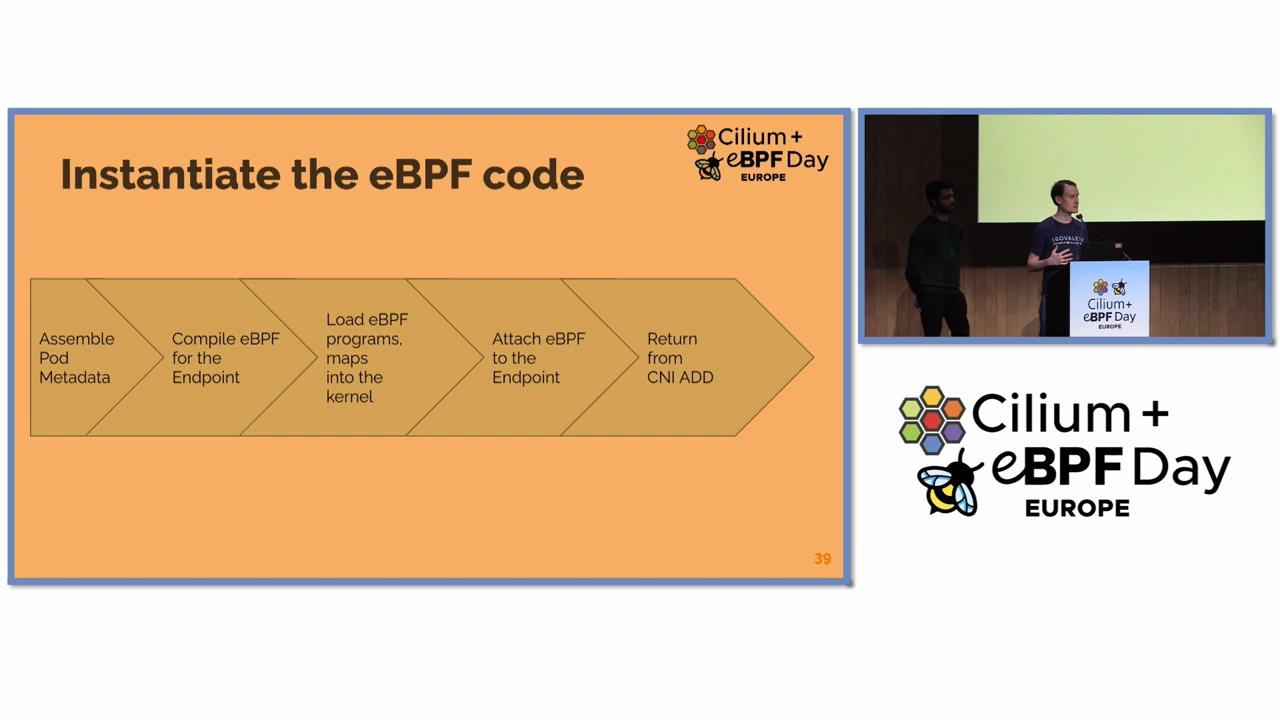 Instantiate the eBPF code
Cilium +
eBPF Day
EUROPE
Assemble
Pod
Metadata
Compile eBPF
for the
Endpoint
Load eBPF
programs,
maps
into the
kernel
Attach eBPF
to the
Endpoint
Return
from
CNI ADD
39
ISOVALENT
Cilium +
eBPF Day
EUROPE
Cilium +
eBPF Day
EUROPE